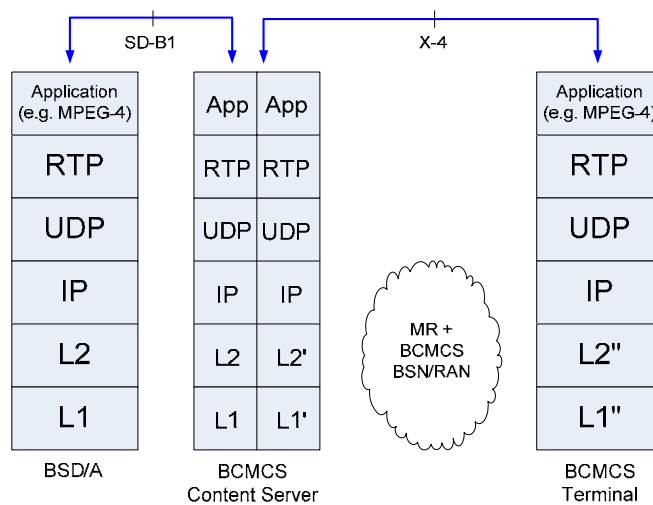 SD-B1
X-4
Application
(e.g. MPEG-4)
RTP
UDP
IP
L2
L1
BSD/A
App App
RTP RTP
UDP UDP
IP IP
L2 L2'
L1 L1'
BCMCS
Content Server
MR +
BCMCS
BSN/RAN
Application
(e.g. MPEG-4)
RTP
UDP
IP
L2"
L1"
BCMCS
Terminal